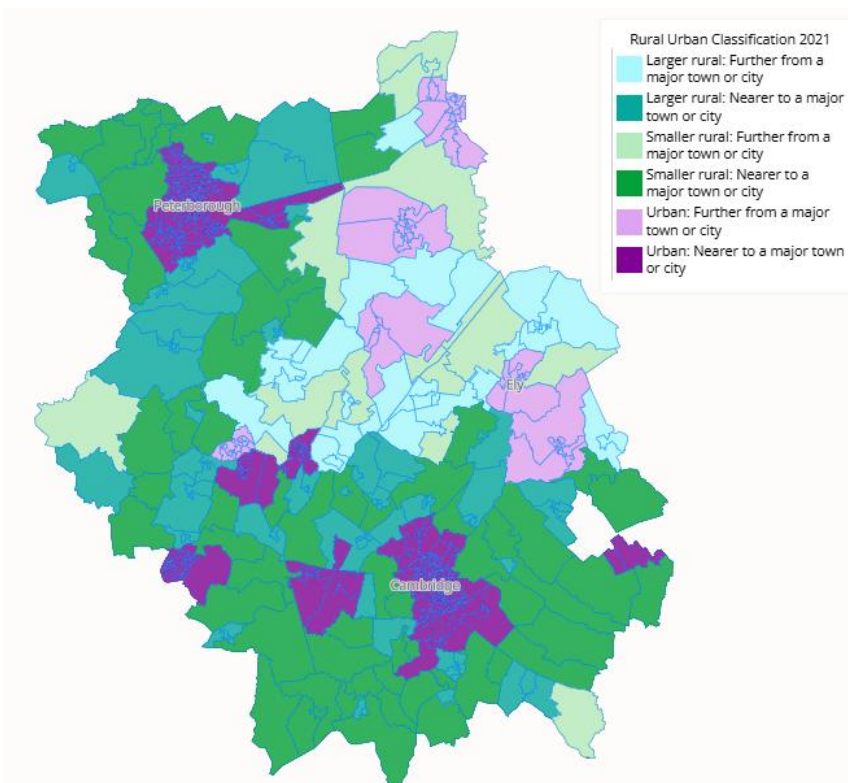 Rural Urban Classification 2021
Larger rural: Further from a
major town or city
Larger rural: Nearer to a major
town or city
Smaller rural: Further from a
major town or city
Smaller rural: Nearer to a
major town or city
Urban: Further from a major
town or city
Urban: Nearer to a major town
or city
Peterborough
Ely
Cambridge